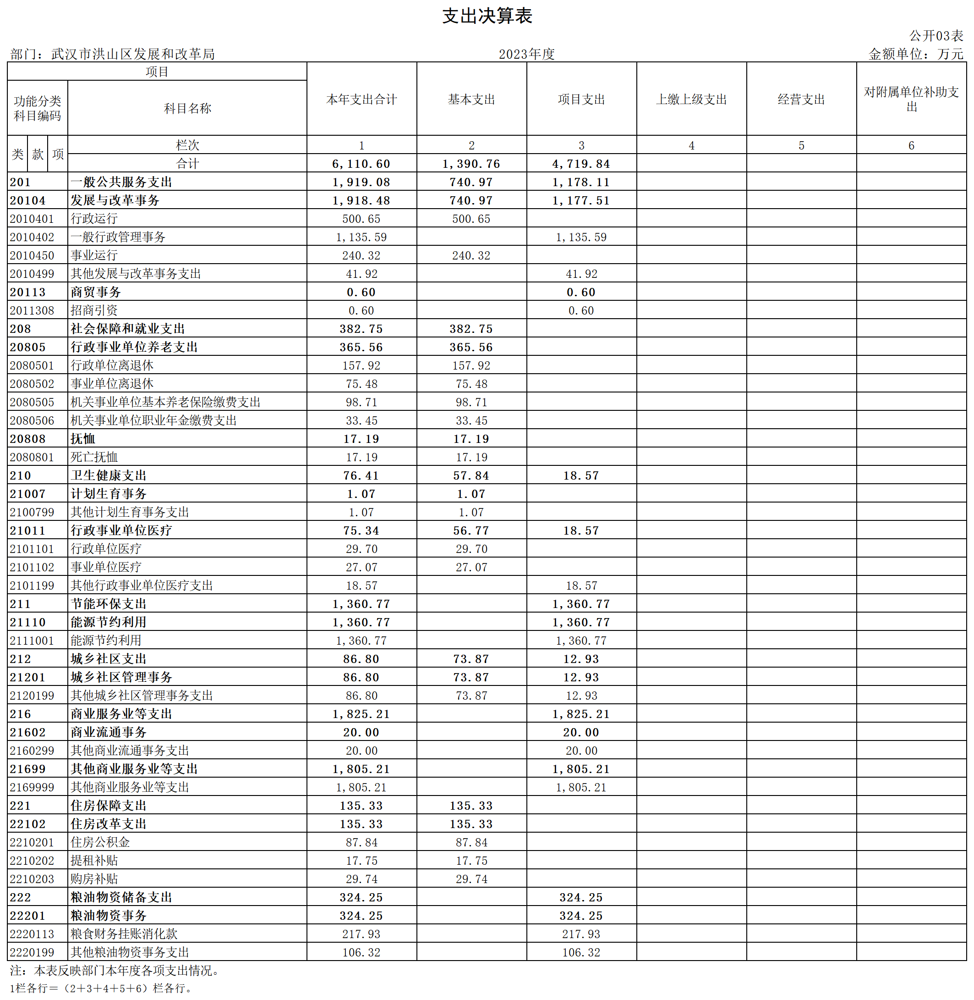 支出决算表
公开03表
部门：武汉市洪山区发展和改革局 2023年度 金额单位：万元
项目
功能分类科目编码 科目名称 本年支出合计 基本支出 项目支出 上缴上级支出 经营支出 对附属单位补助支出
类 款 项 栏次 1 2 3 4 5 6
合计 6,110.60 1,390.76 4,719.84
201 一般公共服务支出 1,919.08 740.97 1,178.11
20104 发展与改革事务 1,918.48 740.97 1,177.51
2010401 行政运行 500.65 500.65
2010402 一般行政管理事务 1,135.59 1,135.59
2010450 事业运行 240.32 240.32
2010499 其他发展与改革事务支出 41.92 41.92
20113 商贸事务 0.60 0.60
2011308 招商引资 0.60 0.60
208 社会保障和就业支出 382.75 382.75
20805 行政事业单位养老支出 365.56 365.56
2080501 行政单位离退休 157.92 157.92
2080502 事业单位离退休 75.48 75.48
2080505 机关事业单位基本养老保险缴费支出 98.71 98.71
2080506 机关事业单位职业年金缴费支出 33.45 33.45
20808 抚恤 17.19 17.19
2080801 死亡抚恤 17.19 17.19
210 卫生健康支出 76.41 57.84 18.57
21007 计划生育事务 1.07 1.07
2100799 其他计划生育事务支出 1.07 1.07
21011 行政事业单位医疗 75.34 56.77 18.57
2101101 行政单位医疗 29.70 29.70
2101102 事业单位医疗 27.07 27.07
2101199 其他行政事业单位医疗支出 18.57 18.57
211 节能环保支出 1,360.77 1,360.77
21110 能源节约利用 1,360.77 1,360.77
2111001 能源节约利用 1,360.77 1,360.77
212 城乡社区支出 86.80 73.87 12.93
21201 城乡社区管理事务 86.80 73.87 12.93
2120199 其他城乡社区管理事务支出 86.80 73.87 12.93
216 商业服务业等支出 1,825.21 1,825.21
21602 商业流通事务 20.00 20.00
2160299 其他商业流通事务支出 20.00 20.00
21699 其他商业服务业等支出 1,805.21 1,805.21
2169999 其他商业服务业等支出 1,805.21 1,805.21
221 住房保障支出 135.33 135.33
22102 住房改革支出 135.33 135.33
2210201 住房公积金 87.84 87.84
2210202 提租补贴 17.75 17.75
2210203 购房补贴 29.74 29.74
222 粮油物资储备支出 324.25 324.25
22201 粮油物资事务 324.25 324.25
2220113 粮食财务挂账消化款 217.93 217.93
2220199 其他粮油物资事务支出 106.32 106.32
注：本表反映部门本年度各项支出情况。
1栏各行＝（2＋3＋4＋5＋6）栏各行。